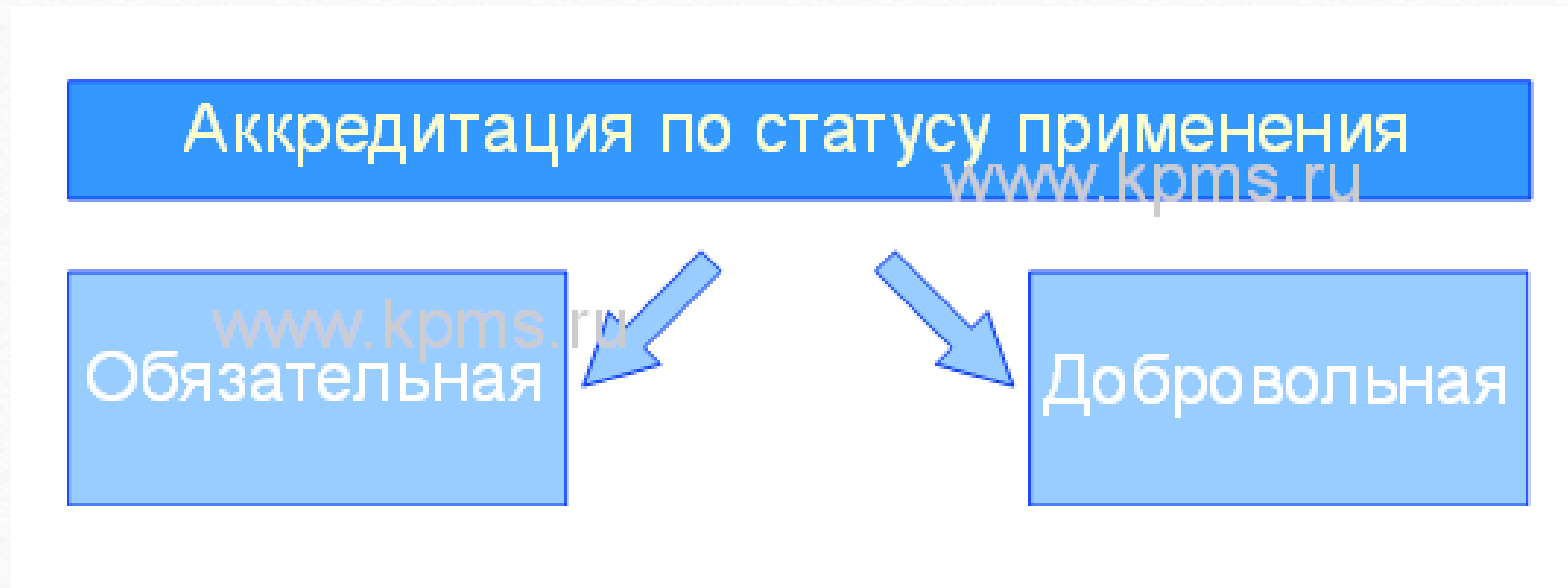 Аккредитация по статусу применения
www.kpms.ru
www.kpms.ru
Обязательная
Добровольная